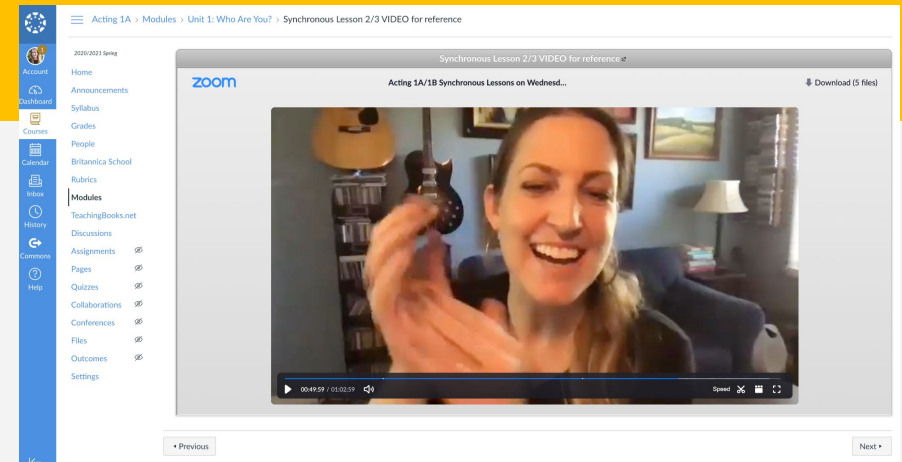 Acting 1A > Modules > Unit 1: Who Are You? > Synchronous Lesson 2/3 VIDEO for reference
1
Account
Dashboard
Courses
Calendar
Inbox
History
Commons
Help
2020/2021 Spring
Home
Announcements
Syllabus
Grades
People
Britannica School
Rubrics
Modules
TeachingBooks.net
Discussions
Assignments
Pages
Quizzes
Collaborations
Conferences
Files
Outcomes
Settings
Synchronous Lesson 2/3 VIDEO for reference
zoom
Acting 1A/1B Synchronous Lessons on Wednesd...
Download (5 files)
00:49:59 / 01:02:59
Speed
Previous
Next